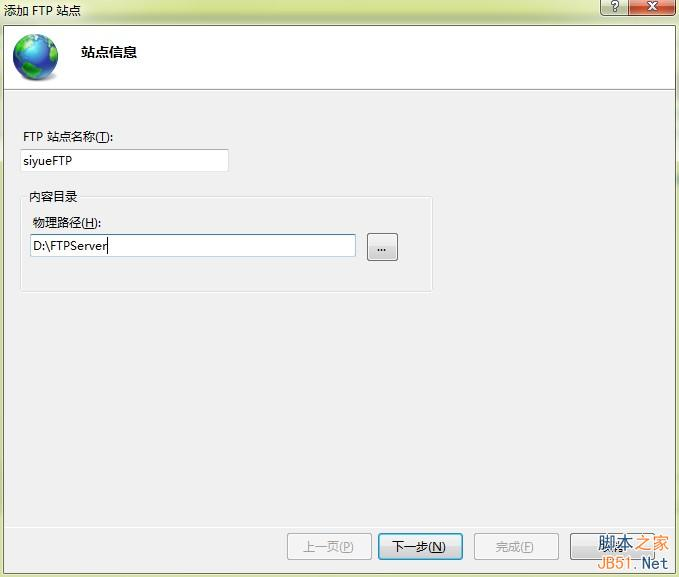 添加 FTP 站点
站点信息
FTP 站点名称(T):
siyueFTP
内容目录
物理路径(H):
D:\FTPServer
...
上一页(P)
下一步(N)
完成(F)
脚本之家
JB51.Net